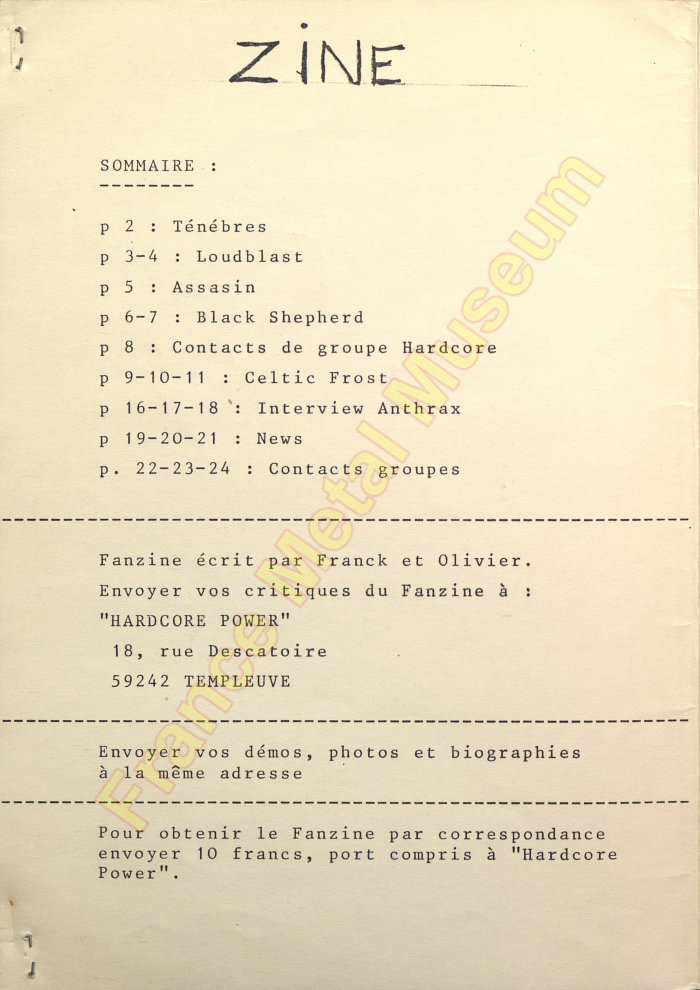 ZiNE
SOMMAIRE :
--------
p 2 : Ténébres
p 3-4 : Loudblast
p 5 : Assasin
p 6-7 : Black Shepherd
p 8 : Contacts de groupe Hardcore
p 9-10-11 : Celtic Frost
p 16-17-18 : Interview Anthrax
p 19-20-21 : News
p. 22-23-24 : Contacts groupes
Fanzine écrit par Franck et Olivier.
Envoyer vos critiques du Fanzine à :
"HARDCORE POWER"
18, rue Descatoire
59242 TEMPLEUVE
Envoyer vos démos, photos et biographies
à la même adresse
Pour obtenir le Fanzine par correspondance
envoyer 10 francs, port compris à "Hardcore
Power".
France Metal Museum